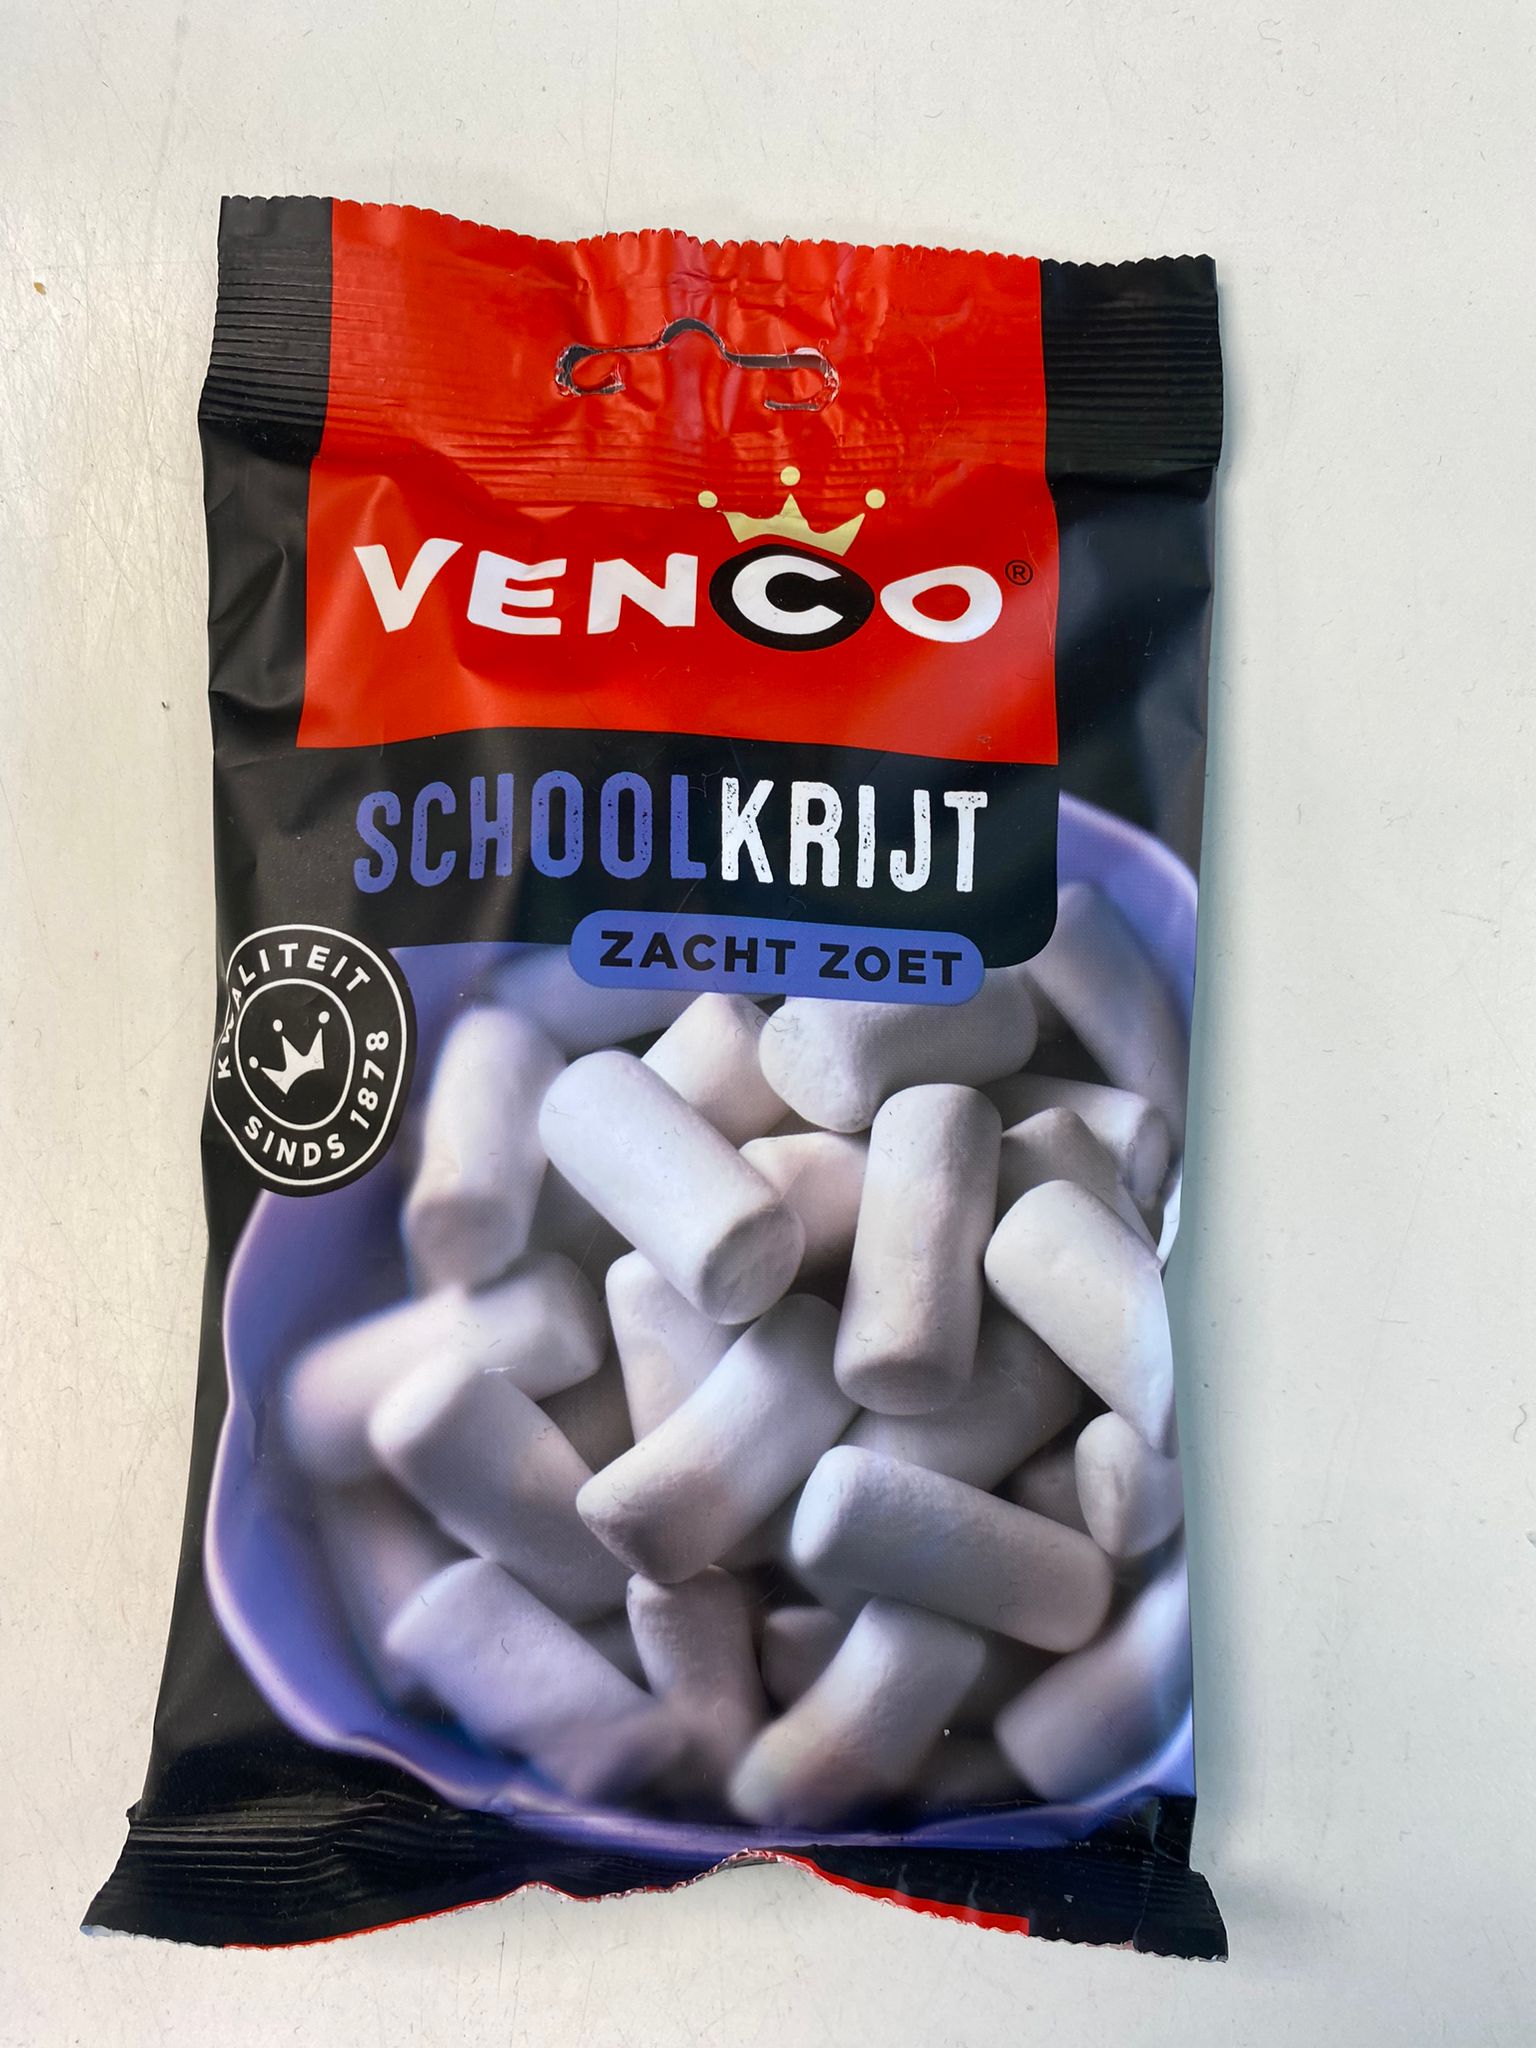 VENCO®
SCHOOLKRIJT
ZACHT ZOET
KWALITEIT
SINDS 1878